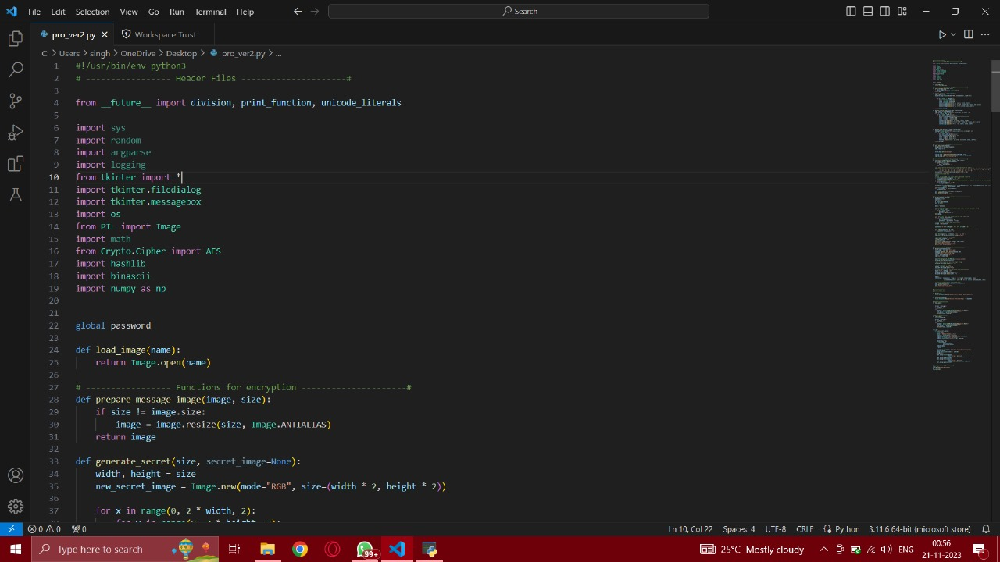 File Edit Selection View Go Run Terminal Help Search
pro_ver2.py Workspace Trust
C: > Users > singh > OneDrive > Desktop > pro_ver2.py > ...
1 #!/usr/bin/env python3
2 # ----------------- Header Files ---------------------#
3
4 from __future__ import division, print_function, unicode_literals
5
6 import sys
7 import random
8 import argparse
9 import logging
10 from tkinter import *
11 import tkinter.filedialog
12 import tkinter.messagebox
13 import os
14 from PIL import Image
15 import math
16 from Crypto.Cipher import AES
17 import hashlib
18 import binascii
19 import numpy as np
20
21
22 global password
23
24 def load_image(name):
25 return Image.open(name)
26
27 # ----------------- Functions for encryption ---------------------#
28 def prepare_message_image(image, size):
29 if size != image.size:
30 image = image.resize(size, Image.ANTIALIAS)
31 return image
32
33 def generate_secret(size, secret_image=None):
34 width, height = size
35 new_secret_image = Image.new(mode="RGB", size=(width * 2, height * 2))
36
37 for x in range(0, 2 * width, 2):
0 0 0 Ln 10, Col 22 Spaces: 4 UTF-8 CRLF Python 3.11.6 64-bit (microsoft store)
Type here to search 99+ 25°C Mostly cloudy ENG 00:56 21-11-2023 1